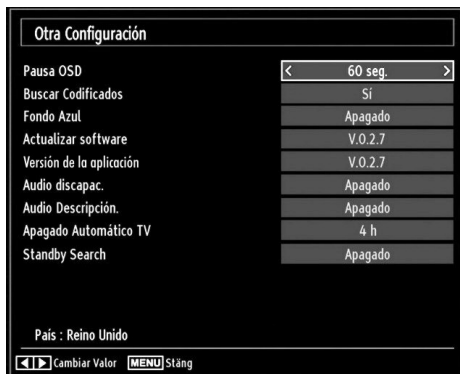 Otra Configuración
Pausa OSD < 60 seg. >
Buscar Codificados Sí
Fondo Azul Apagado
Actualizar software V.0.2.7
Versión de la aplicación V.0.2.7
Audio discapac. Apagado
Audio Descripción. Apagado
Apagado Automático TV 4 h
Standby Search Apagado
País : Reino Unido
Cambiar Valor MENU Stäng